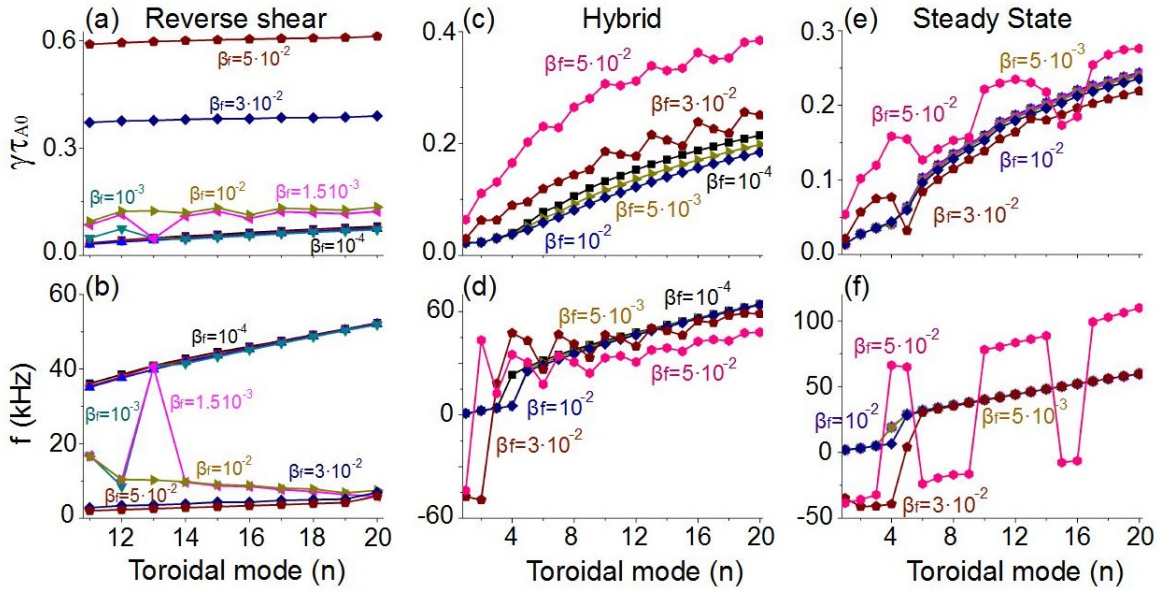 (a) Reverse shear
γτA0
0.6
0.3
0.0
βf=5·10⁻²
βf=3·10⁻²
βf=10⁻³
βf=10⁻²
βf=1.510⁻³
βf=10⁻⁴
(c) Hybrid
0.4
0.2
0.0
βf=5·10⁻²
βf=3·10⁻²
βf=10⁻⁴
βf=5·10⁻³
βf=10⁻²
(e) Steady State
0.3
0.2
0.1
0.0
βf=5·10⁻³
βf=5·10⁻²
βf=10⁻²
βf=3·10⁻²
(b)
f (kHz)
60
40
20
0
βf=10⁻⁴
βf=10⁻³
βf=1.510⁻³
βf=10⁻²
βf=3·10⁻²
βf=5·10⁻²
12 14 16 18 20
Toroidal mode (n)
(d)
60
0
-60
βf=10⁻⁴
βf=5·10⁻³
βf=5·10⁻²
βf=10⁻²
βf=3·10⁻²
4 8 12 16 20
Toroidal mode (n)
(f)
100
50
0
-50
βf=5·10⁻²
βf=10⁻²
βf=5·10⁻³
βf=3·10⁻²
4 8 12 16 20
Toroidal mode (n)